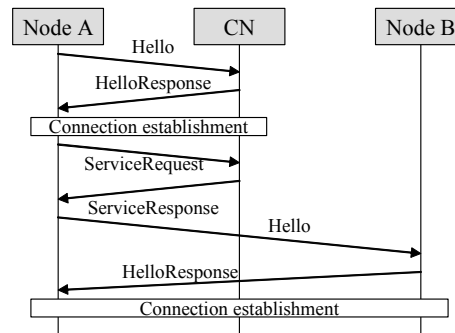 Node A CN Node B
Hello
HelloResponse
Connection establishment
ServiceRequest
ServiceResponse
Hello
HelloResponse
Connection establishment